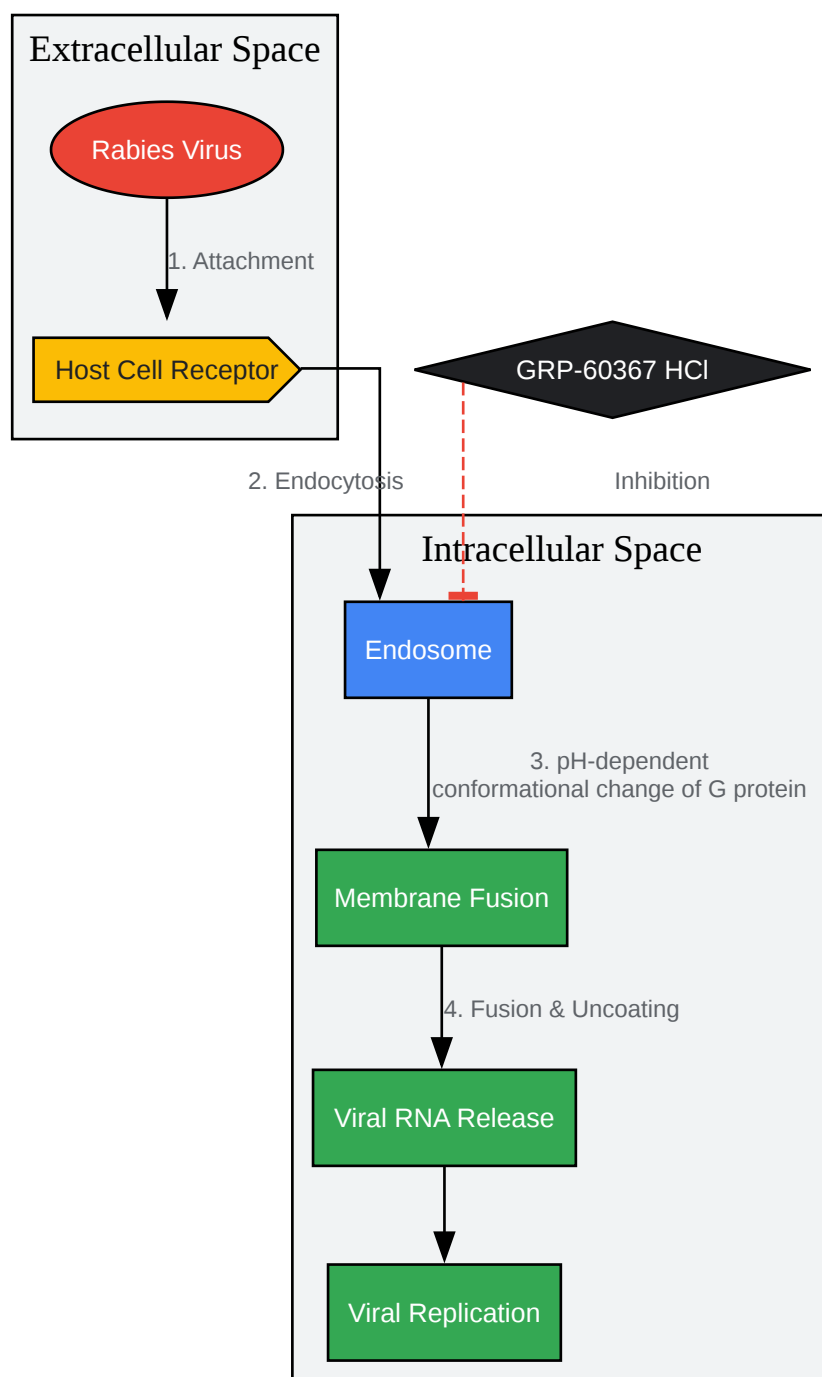 Extracellular Space
Rabies Virus
1. Attachment
Host Cell Receptor
GRP-60367 HCl
2. Endocytosis
Inhibition
Intracellular Space
Endosome
3. pH-dependent
conformational change of G protein
Membrane Fusion
4. Fusion & Uncoating
Viral RNA Release
Viral Replication